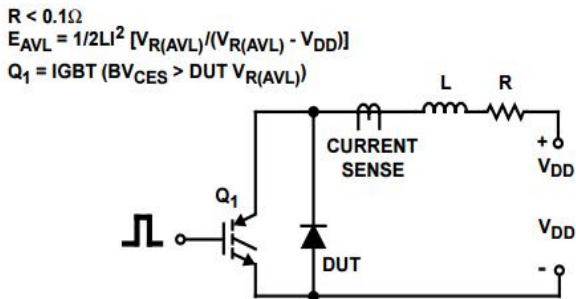 R < 0.1Ω
E_AVL = 1/2LI² [V_R(AVL)/(V_R(AVL) - V_DD)]
Q₁ = IGBT (BV_CES > DUT V_R(AVL))
L R
CURRENT
SENSE
+
V_DD
Q₁
V_DD
DUT
-